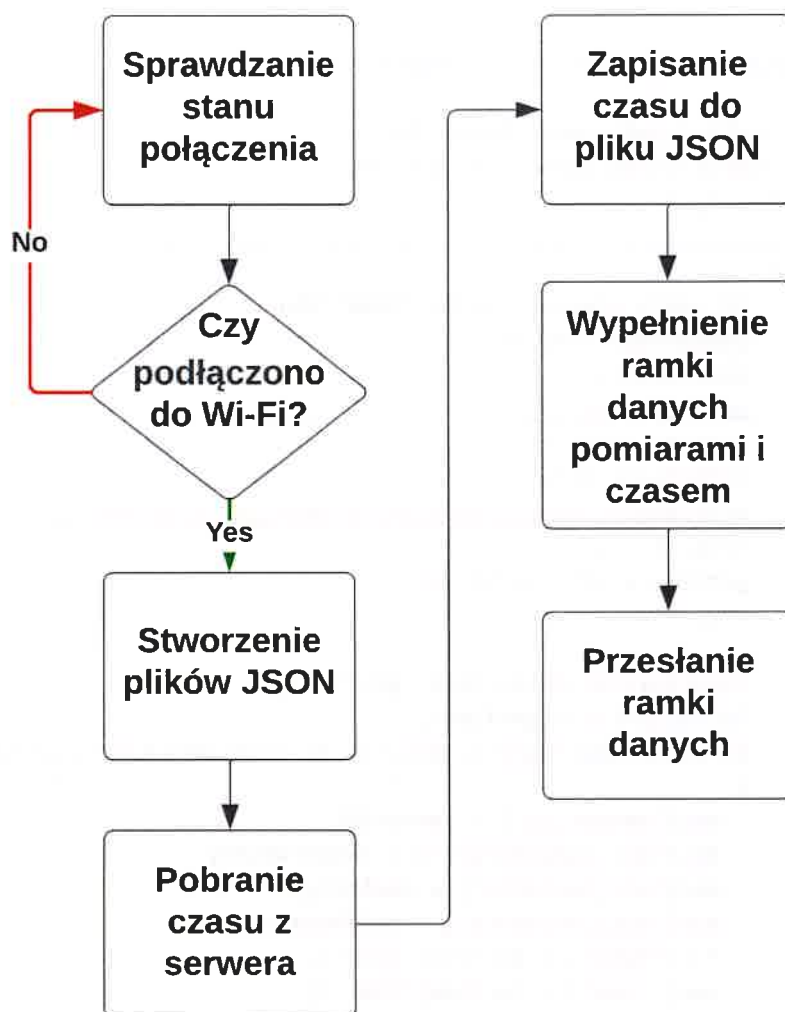 Sprawdzanie
stanu
połączenia
No
Czy
podłączono
do Wi-Fi?
Yes
Stworzenie
plików JSON
Pobranie
czasu z
serwera
Zapisanie
czasu do
pliku JSON
Wypełnienie
ramki
danych
pomiarami i
czasem
Przesłanie
ramki
danych